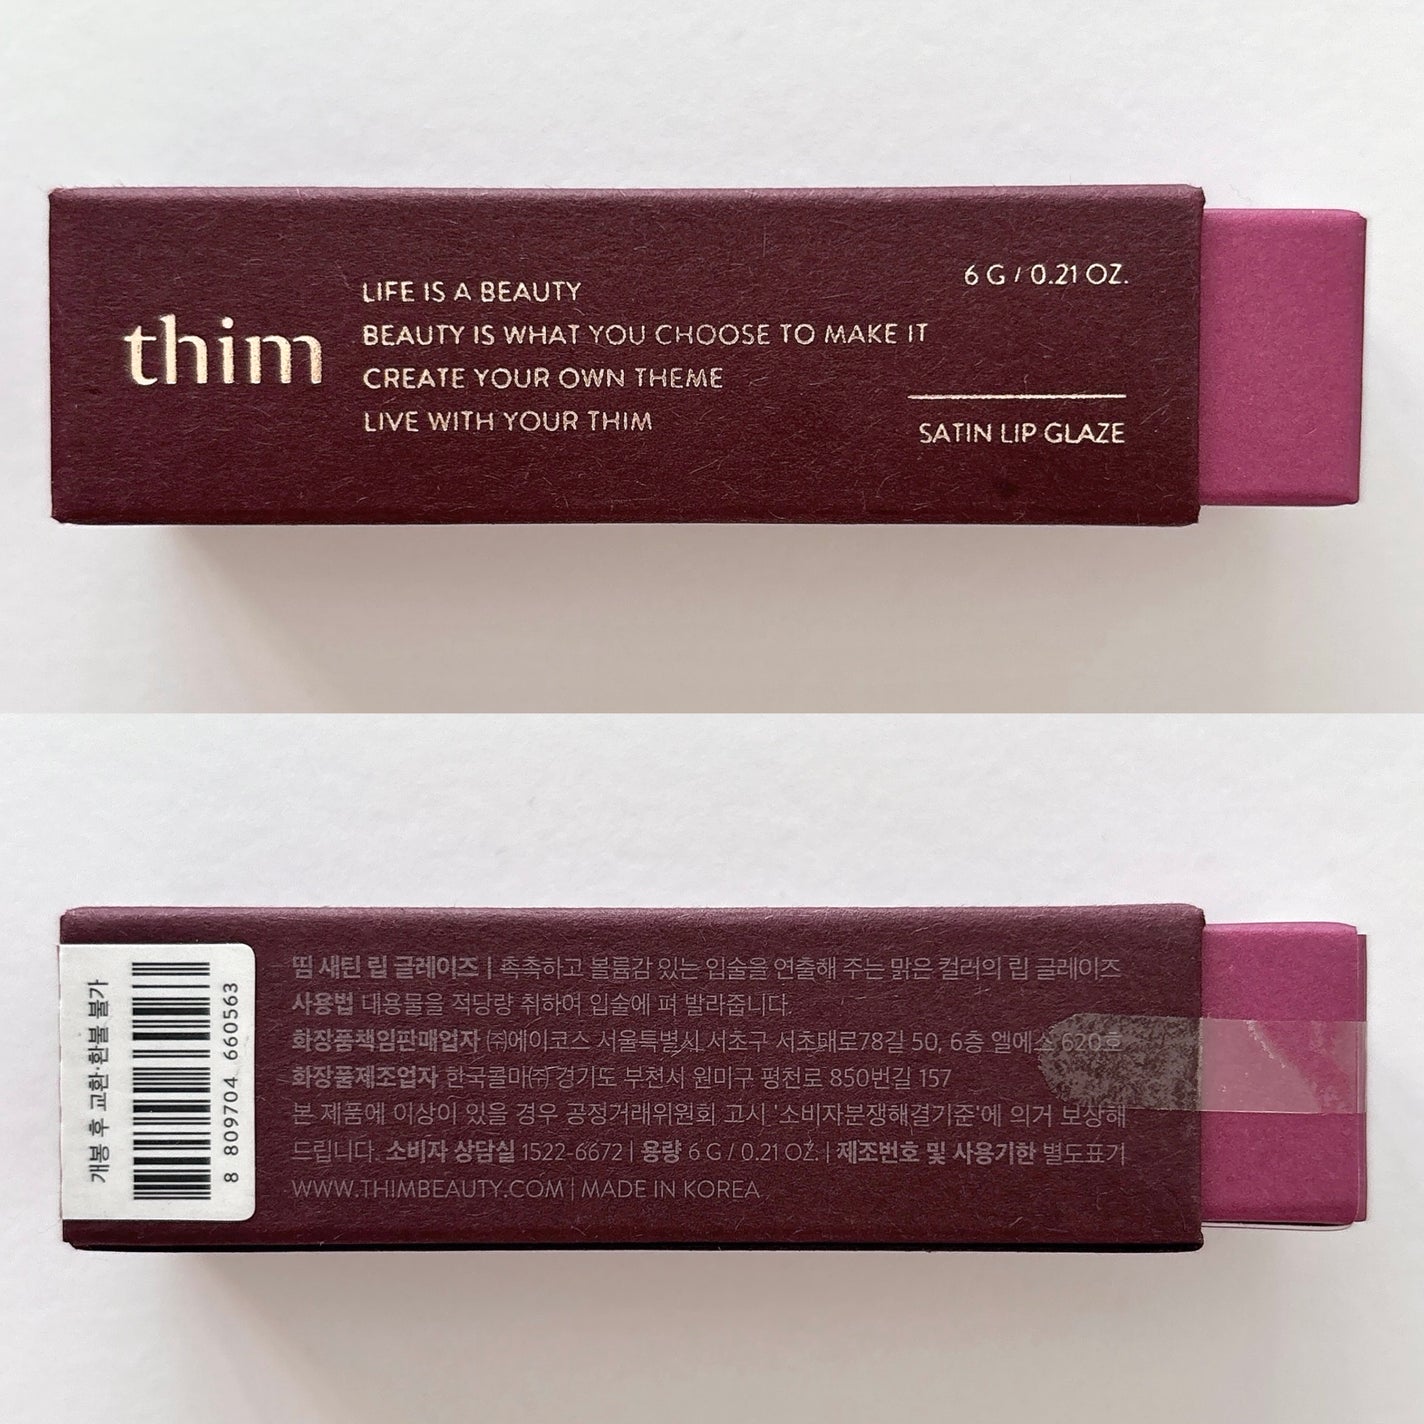 thim
LIFE IS A BEAUTY
BEAUTY IS WHAT YOU CHOOSE TO MAKE IT
CREATE YOUR OWN THEME
LIVE WITH YOUR THIM
6 G / 0.21 OZ.
SATIN LIP GLAZE
개봉 후 교환·환불 불가
8 809704 660563
띰 새틴 립 글레이즈 | 촉촉하고 볼륨감 있는 입술을 연출해 주는 맑은 컬러의 립 글레이즈
사용법 내용물을 적당량 취하여 입술에 펴 발라줍니다.
화장품책임판매업자 ㈜에이코스 서울특별시 서초구 서초대로78길 50, 6층 엘에소 620호
화장품제조업자 한국콜마㈜ 경기도 부천시 원미구 평천로 850번길 157
본 제품에 이상이 있을 경우 공정거래위원회 고시 '소비자분쟁해결기준'에 의거 보상해
드립니다. 소비자 상담실 1522-6672 | 용량 6 G / 0.21 OZ. | 제조번호 및 사용기한 별도표기
WWW.THIMBEAUTY.COM | MADE IN KOREA